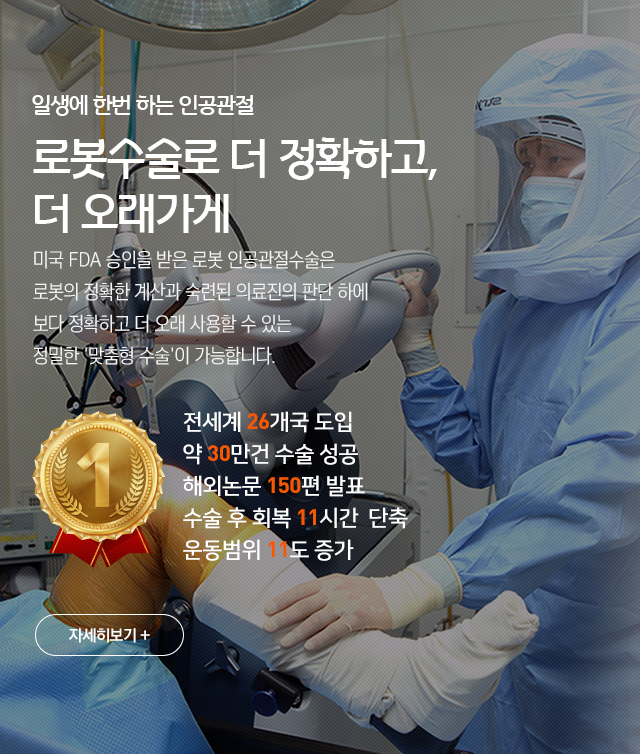 일생에 한번 하는 인공관절
로봇수술로 더 정확하고,
더 오래가게
미국 FDA 승인을 받은 로봇 인공관절수술은
로봇의 정확한 계산과 숙련된 의료진의 판단 하에
보다 정확하고 더 오래 사용할 수 있는
정밀한 '맞춤형 수술'이 가능합니다.
전세계 26개국 도입
약 30만건 수술 성공
해외논문 150편 발표
수술 후 회복 11시간 단축
운동범위 11도 증가
1
자세히보기 +